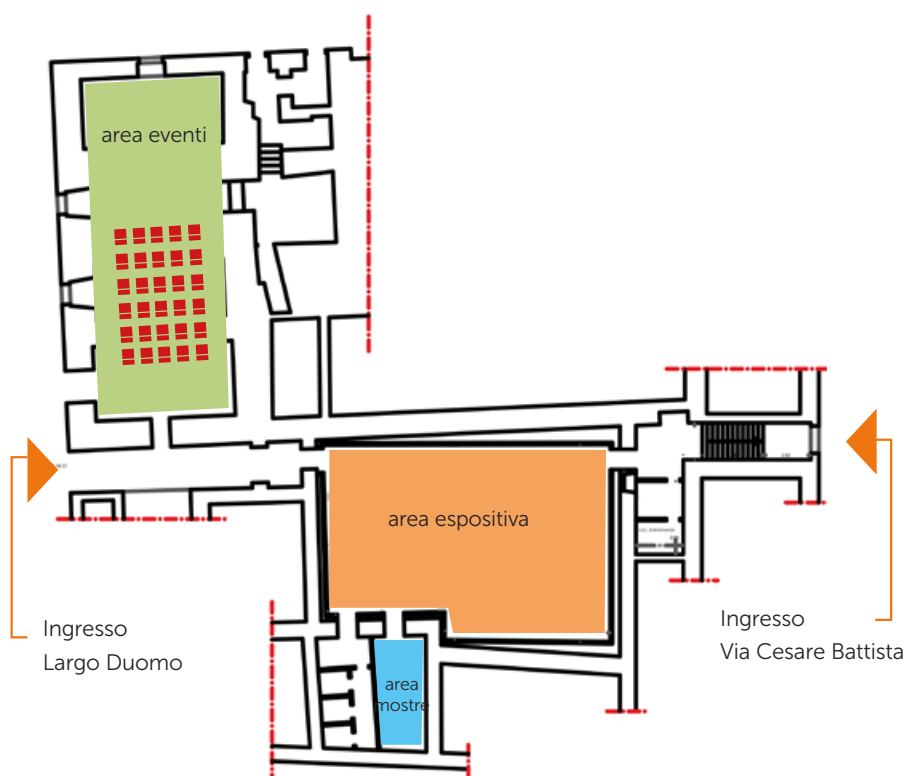 area eventi
area espositiva
Ingresso
Largo Duomo
Ingresso
Via Cesare Battista
area
mostre